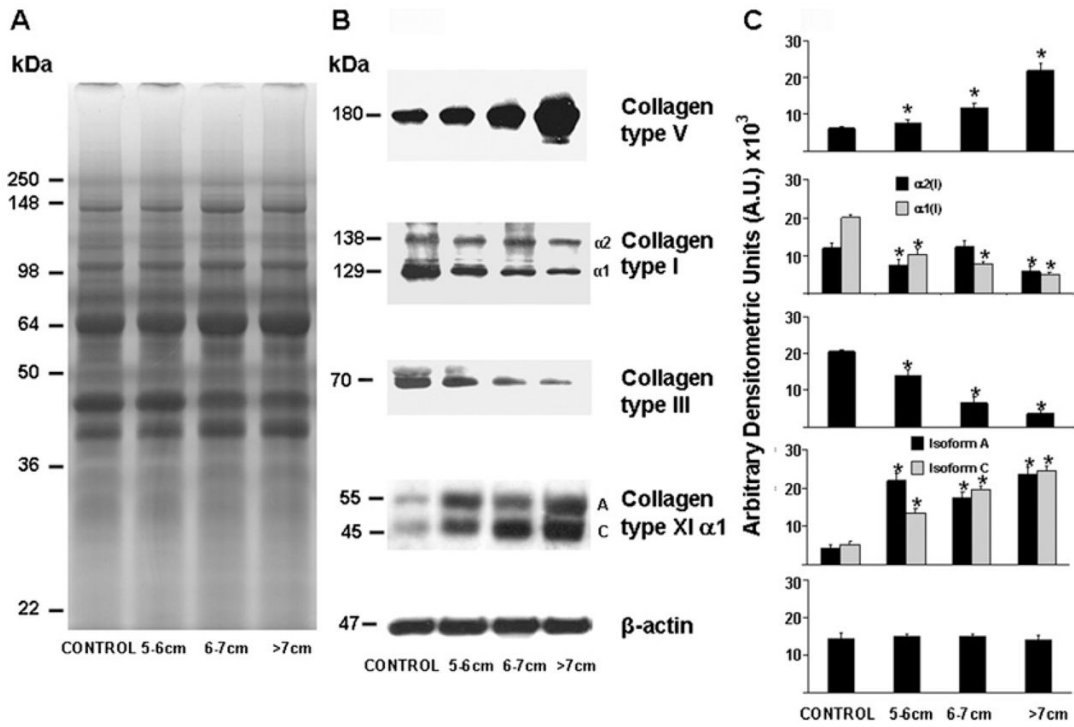 A
kDa
250
148
98
64
50
36
22
CONTROL 5-6cm 6-7cm >7cm
B
kDa
180
Collagen
type V
138
129
α2
α1
Collagen
type I
70
Collagen
type III
55
45
A
C
Collagen
type XI α1
47
β-actin
CONTROL 5-6cm 6-7cm >7cm
C
Arbitrary Densitometric Units (A.U.) x10³
30
20
10
*
*
*
30
20
10
α2(I)
α1(I)
* *
*
* *
30
20
10
*
*
*
30
20
10
Isoform A
Isoform C
* *
* *
* *
30
20
10
CONTROL 5-6cm 6-7cm >7cm